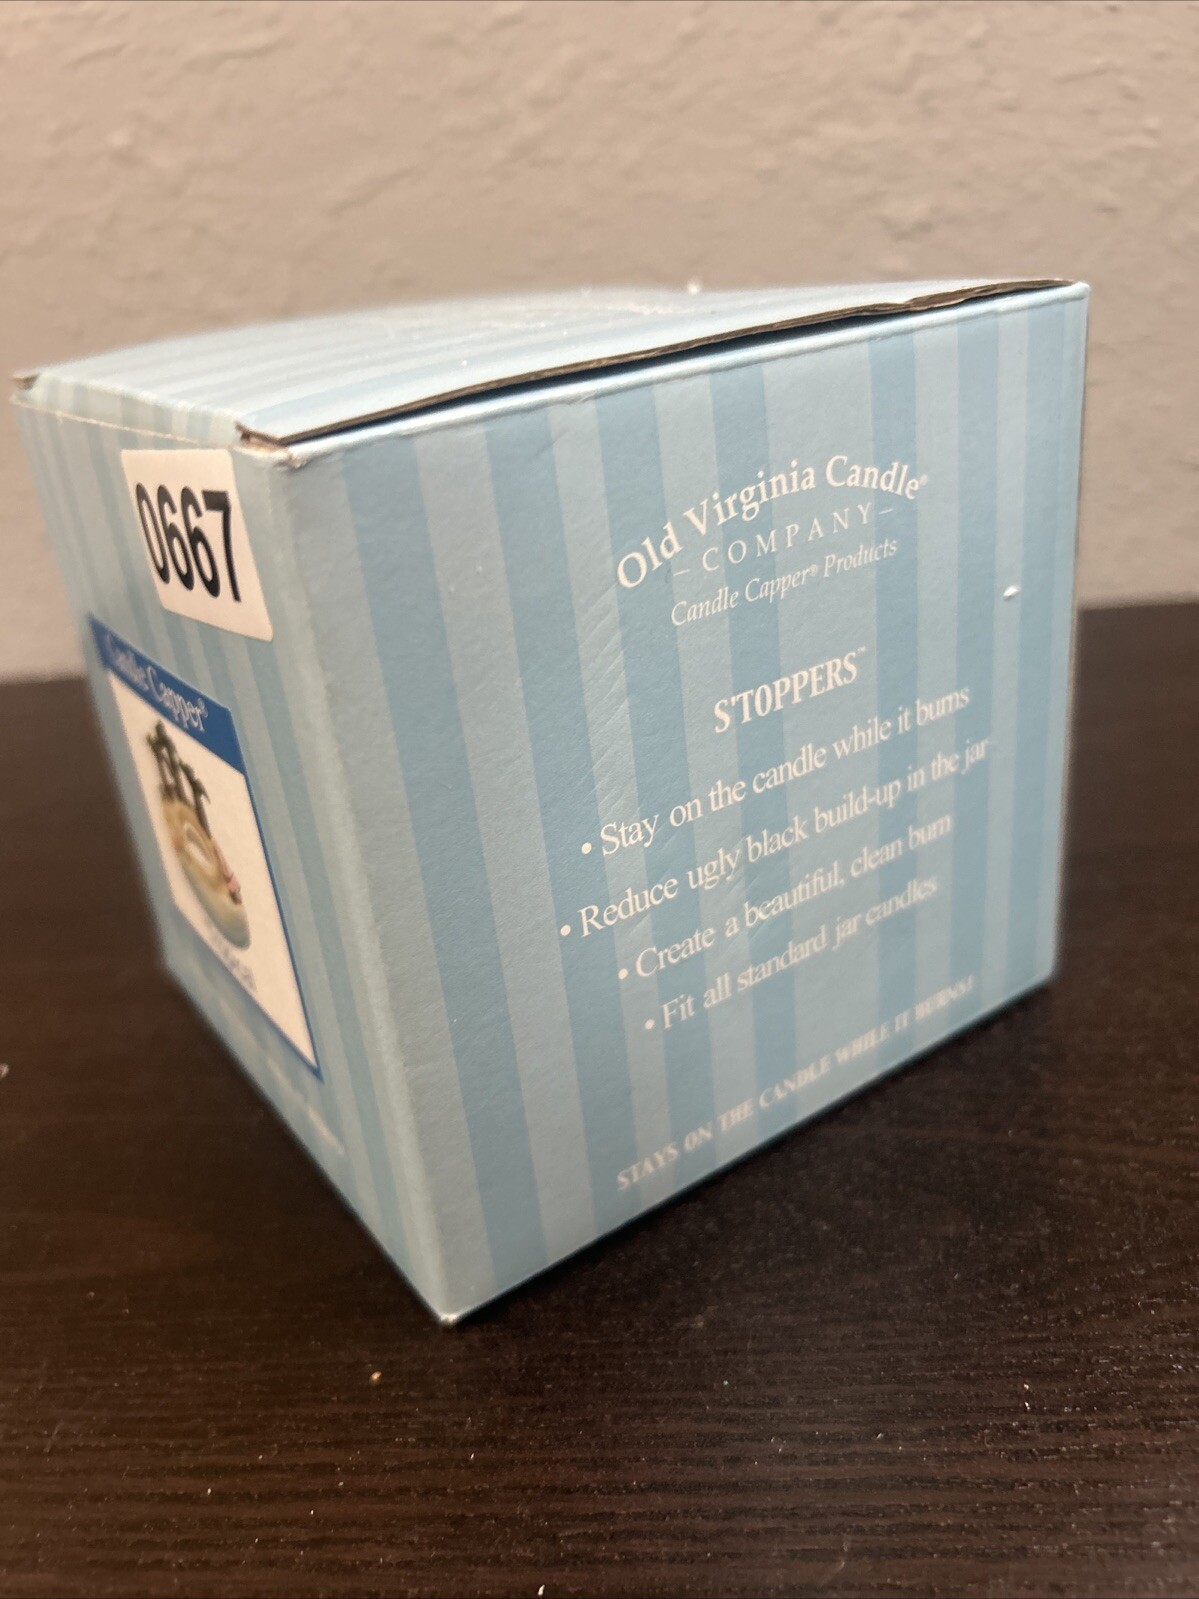 0667
Candle Capper®
Tropical
Old Virginia Candle®
– COMPANY –
Candle Capper® Products
S'TOPPERS™
• Stay on the candle while it burns
• Reduce ugly black build-up in the jar
• Create a beautiful, clean burn
• Fit all standard jar candles
STAYS ON THE CANDLE WHILE IT BURNS!